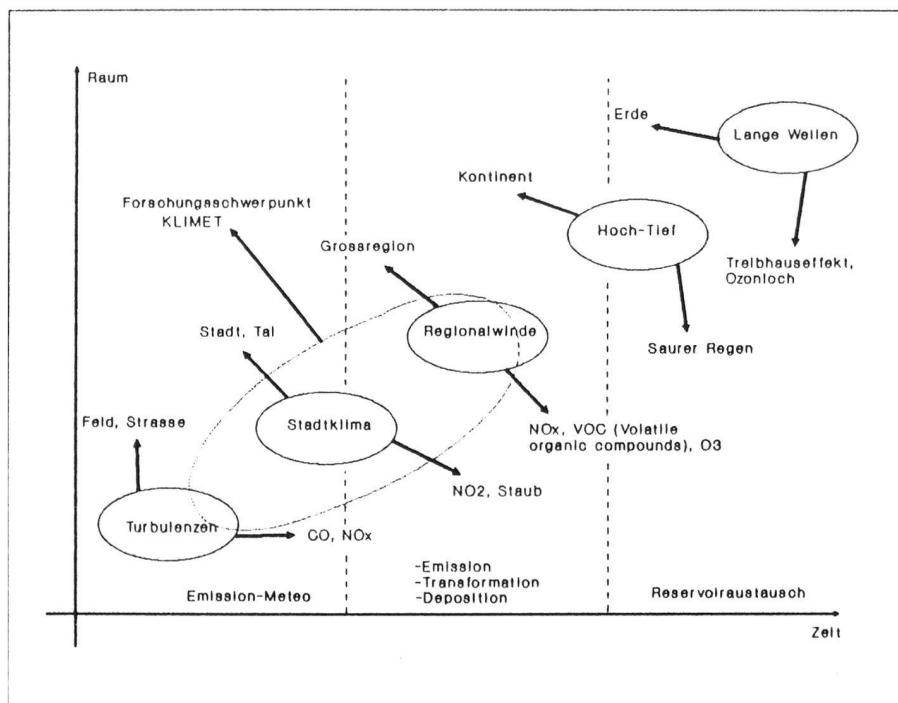 Raum
Erde
Lange Wellen
Kontinent
Forschungsschwerpunkt
KLIMET
Hoch-Tief
Grossregion
Treibhauseffekt,
Ozonloch
Stadt, Tal
Regionalwinde
Saurer Regen
Feld, Strasse
Stadtklima
NOx, VOC (Volatile
organic compounds), O3
NO2, Staub
Turbulenzen
CO, NOx
-Emission
-Transformation
-Deposition
Emission-Meteo
Reservoiraustausch
Zeit